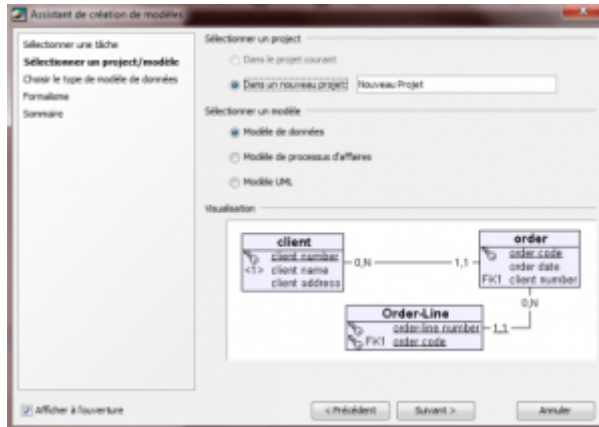 Assistant de création de modèles
Sélectionner une tâche
Sélectionner un project/modèle
Choisir le type de modèle de données
Formalisme
Sommaire
Sélectionner un project
Dans le projet courant
Dans un nouveau projet: Nouveau Projet
Sélectionner un modèle
Modèle de données
Modèle de processus d'affaires
Modèle UML
Visualisation
client
client number
<1> client name
client address
0,N
1,1
order
order code
order date
FK1 client number
0,N
Order-Line
order-line number
FK1 order code
1,1
Afficher à l'ouverture
< Précédent
Suivant >
Annuler